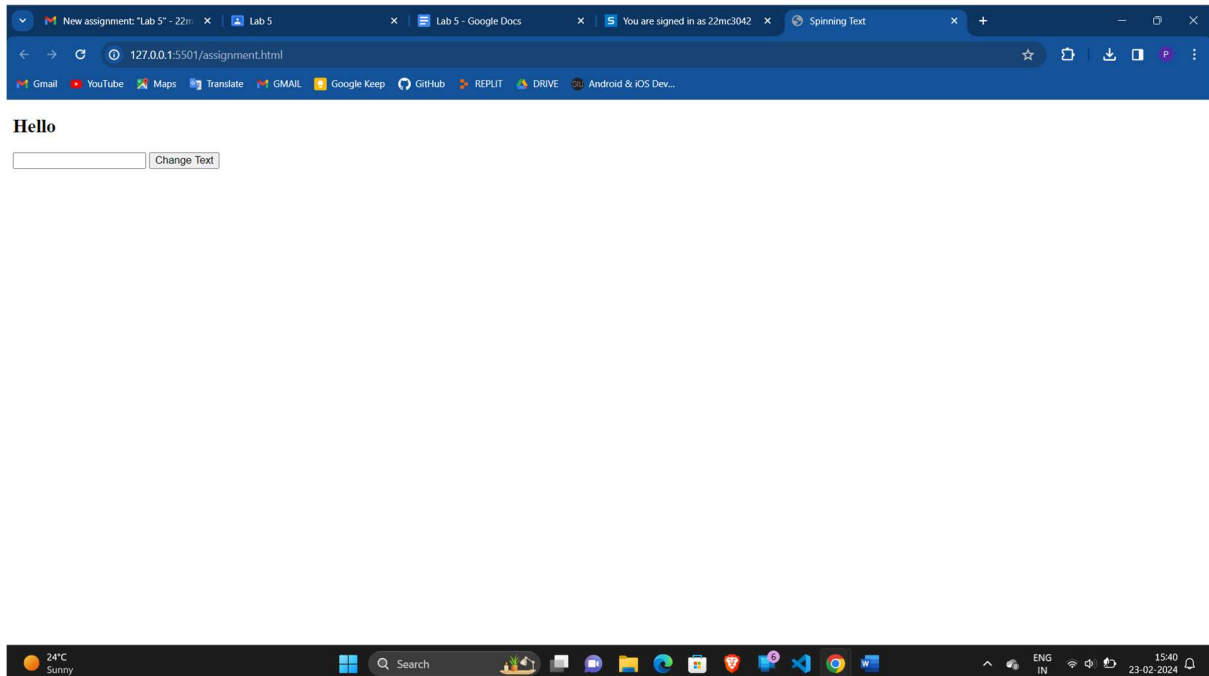 New assignment: "Lab 5" - 22m
Lab 5
Lab 5 - Google Docs
You are signed in as 22mc3042
Spinning Text
127.0.0.1:5501/assignment.html
P
Gmail
YouTube
Maps
Translate
GMAIL
Google Keep
GitHub
REPLIT
DRIVE
Android & iOS Dev...
Hello
Change Text
24°C
Sunny
Search
6
ENG
IN
15:40
23-02-2024